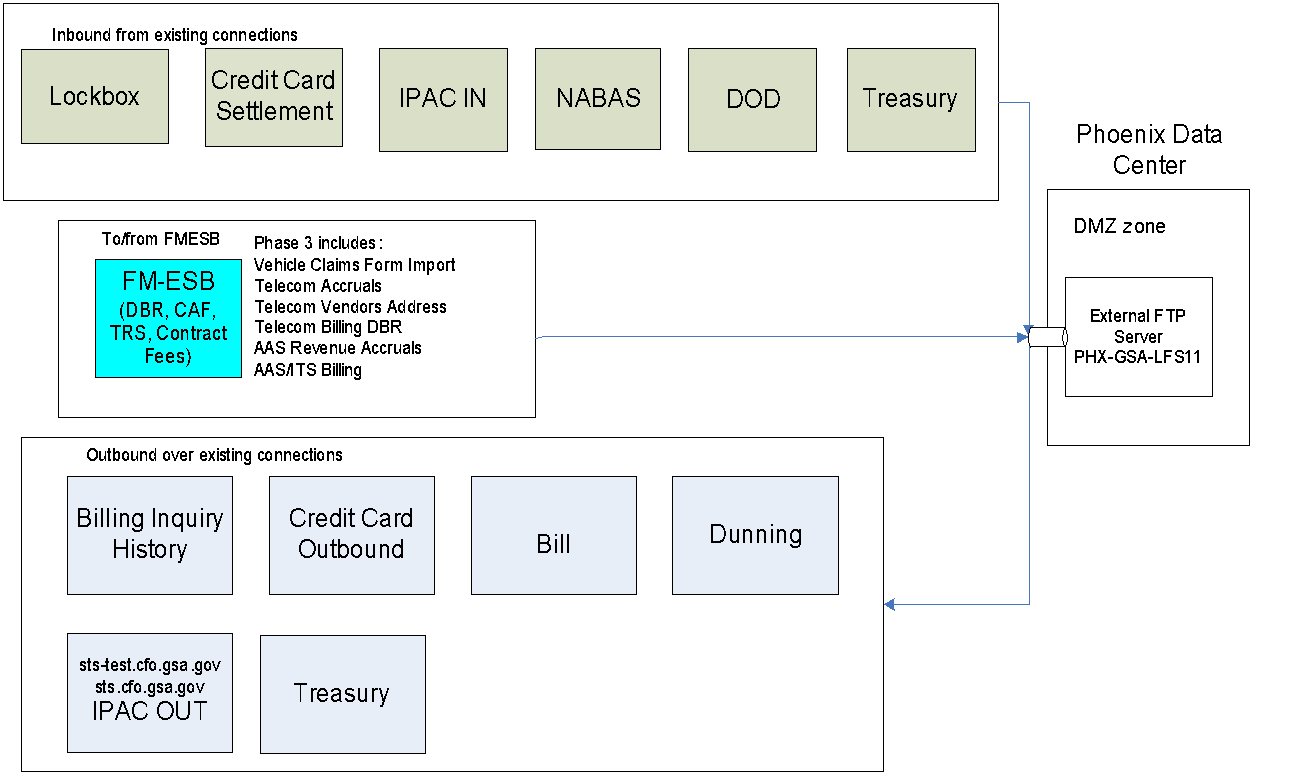 Inbound from existing connections
Lockbox
Credit Card
Settlement
IPAC IN
NABAS
DOD
Treasury
Phoenix Data
Center
DMZ zone
External FTP
Server
PHX-GSA-LFS11
To/from FMESB
FM-ESB
(DBR, CAF,
TRS, Contract
Fees)
Phase 3 includes :
Vehicle Claims Form Import
Telecom Accruals
Telecom Vendors Address
Telecom Billing DBR
AAS Revenue Accruals
AAS/ITS Billing
Outbound over existing connections
Billing Inquiry
History
Credit Card
Outbound
Bill
Dunning
sts-test.cfo.gsa.gov
sts.cfo.gsa.gov
IPAC OUT
Treasury